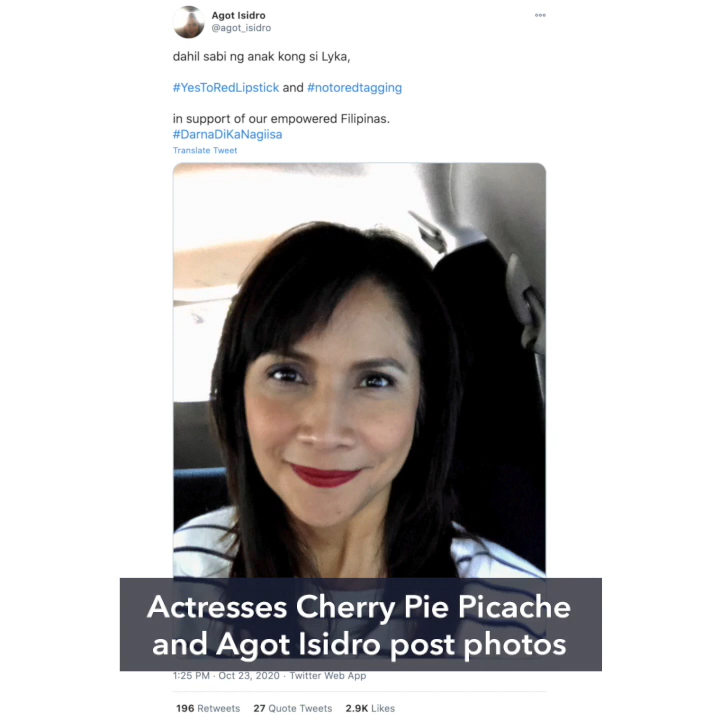 Agot Isidro
@agot_isidro
dahil sabi ng anak kong si Lyka,
#YesToRedLipstick and #notoredtagging
in support of our empowered Filipinas.
#DarnaDiKaNagiisa
Translate Tweet
Actresses Cherry Pie Picache
and Agot Isidro post photos
1:25 PM · Oct 23, 2020 · Twitter Web App
196 Retweets 27 Quote Tweets 2.9K Likes